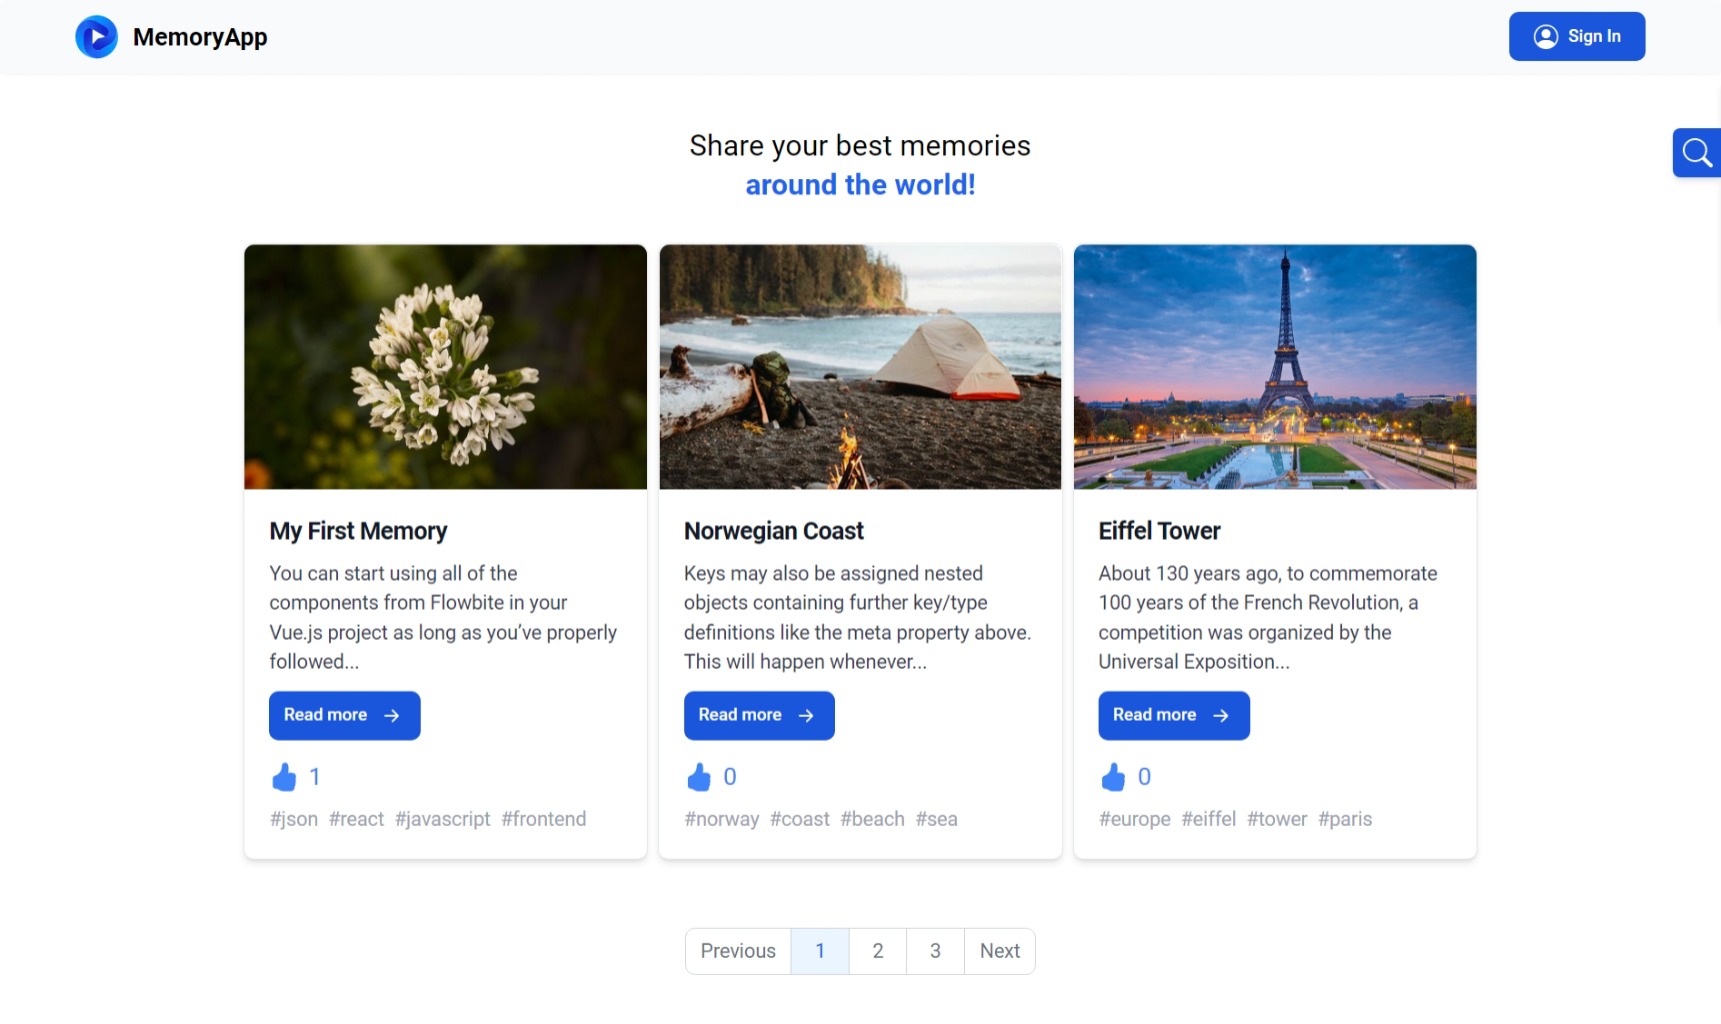 MemoryApp
Sign In
Share your best memories
around the world!
My First Memory
You can start using all of the
components from Flowbite in your
Vue.js project as long as you’ve properly
followed...
Read more
1
#json #react #javascript #frontend
Norwegian Coast
Keys may also be assigned nested
objects containing further key/type
definitions like the meta property above.
This will happen whenever...
Read more
0
#norway #coast #beach #sea
Eiffel Tower
About 130 years ago, to commemorate
100 years of the French Revolution, a
competition was organized by the
Universal Exposition...
Read more
0
#europe #eiffel #tower #paris
Previous 1 2 3 Next